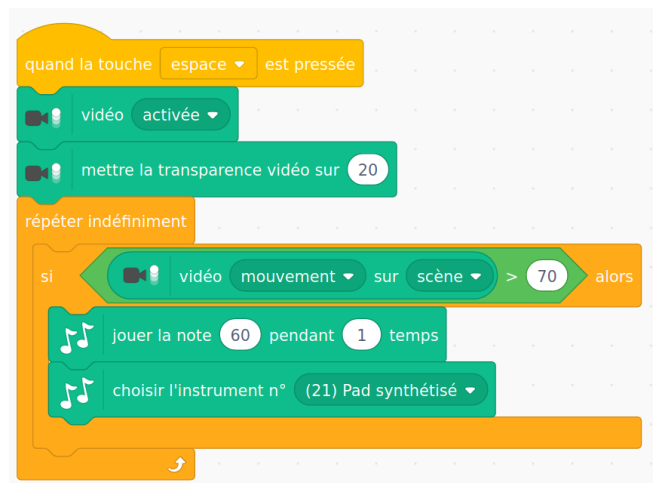 quand la touche espace est pressée
vidéo activée
mettre la transparence vidéo sur 20
répéter indéfiniment
si vidéo mouvement sur scène > 70 alors
jouer la note 60 pendant 1 temps
choisir l'instrument n° (21) Pad synthétisé